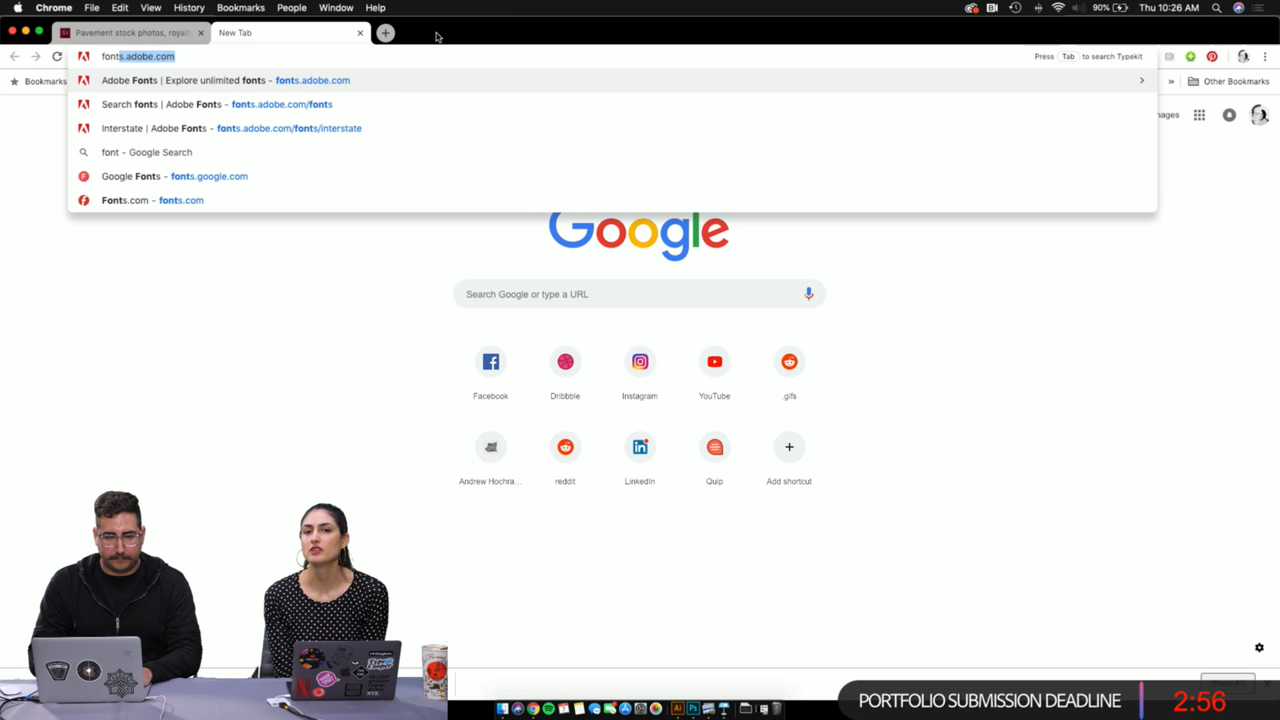 Chrome File Edit View History Bookmarks People Window Help 90% Thu 10:26 AM
Pavement stock photos, royalt New Tab
fonts.adobe.com Press Tab to search Typekit
Bookmarks Adobe Fonts | Explore unlimited fonts - fonts.adobe.com » Other Bookmarks
Search fonts | Adobe Fonts - fonts.adobe.com/fonts
Interstate | Adobe Fonts - fonts.adobe.com/fonts/interstate
font - Google Search
Google Fonts - fonts.google.com
Fonts.com - fonts.com
Google
Search Google or type a URL
Facebook Dribbble Instagram YouTube .gifs
Andrew Hochra... reddit LinkedIn Quip Add shortcut
PORTFOLIO SUBMISSION DEADLINE 2:56